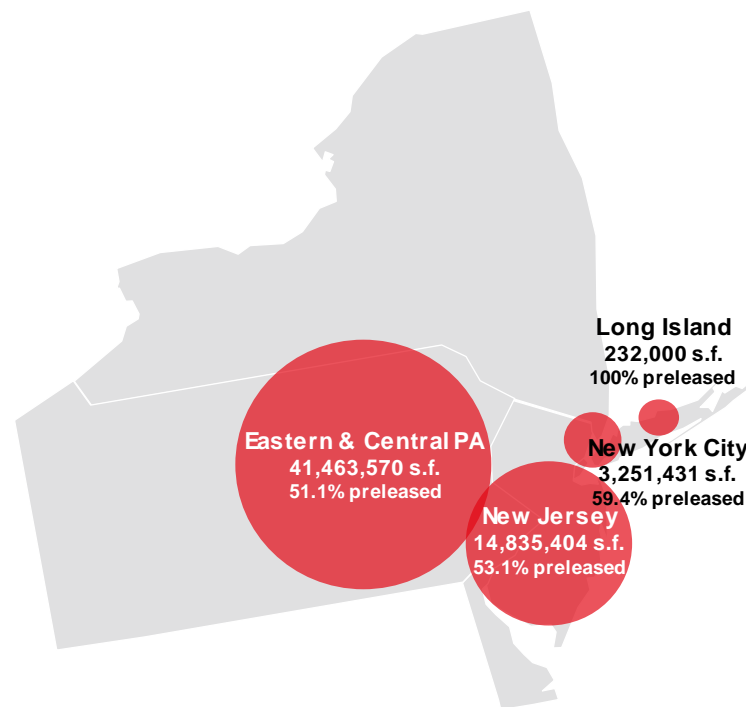 Long Island
232,000 s.f.
100% preleased
Eastern & Central PA
41,463,570 s.f.
51.1% preleased
New York City
3,251,431 s.f.
59.4% preleased
New Jersey
14,835,404 s.f.
53.1% preleased